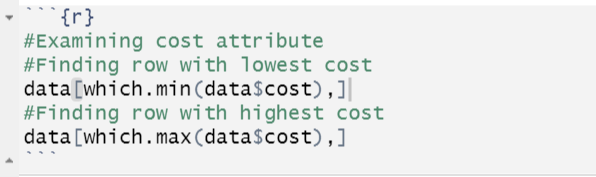 ```{r}
#Examining cost attribute
#Finding row with lowest cost
data[which.min(data$cost),]
#Finding row with highest cost
data[which.max(data$cost),]
```